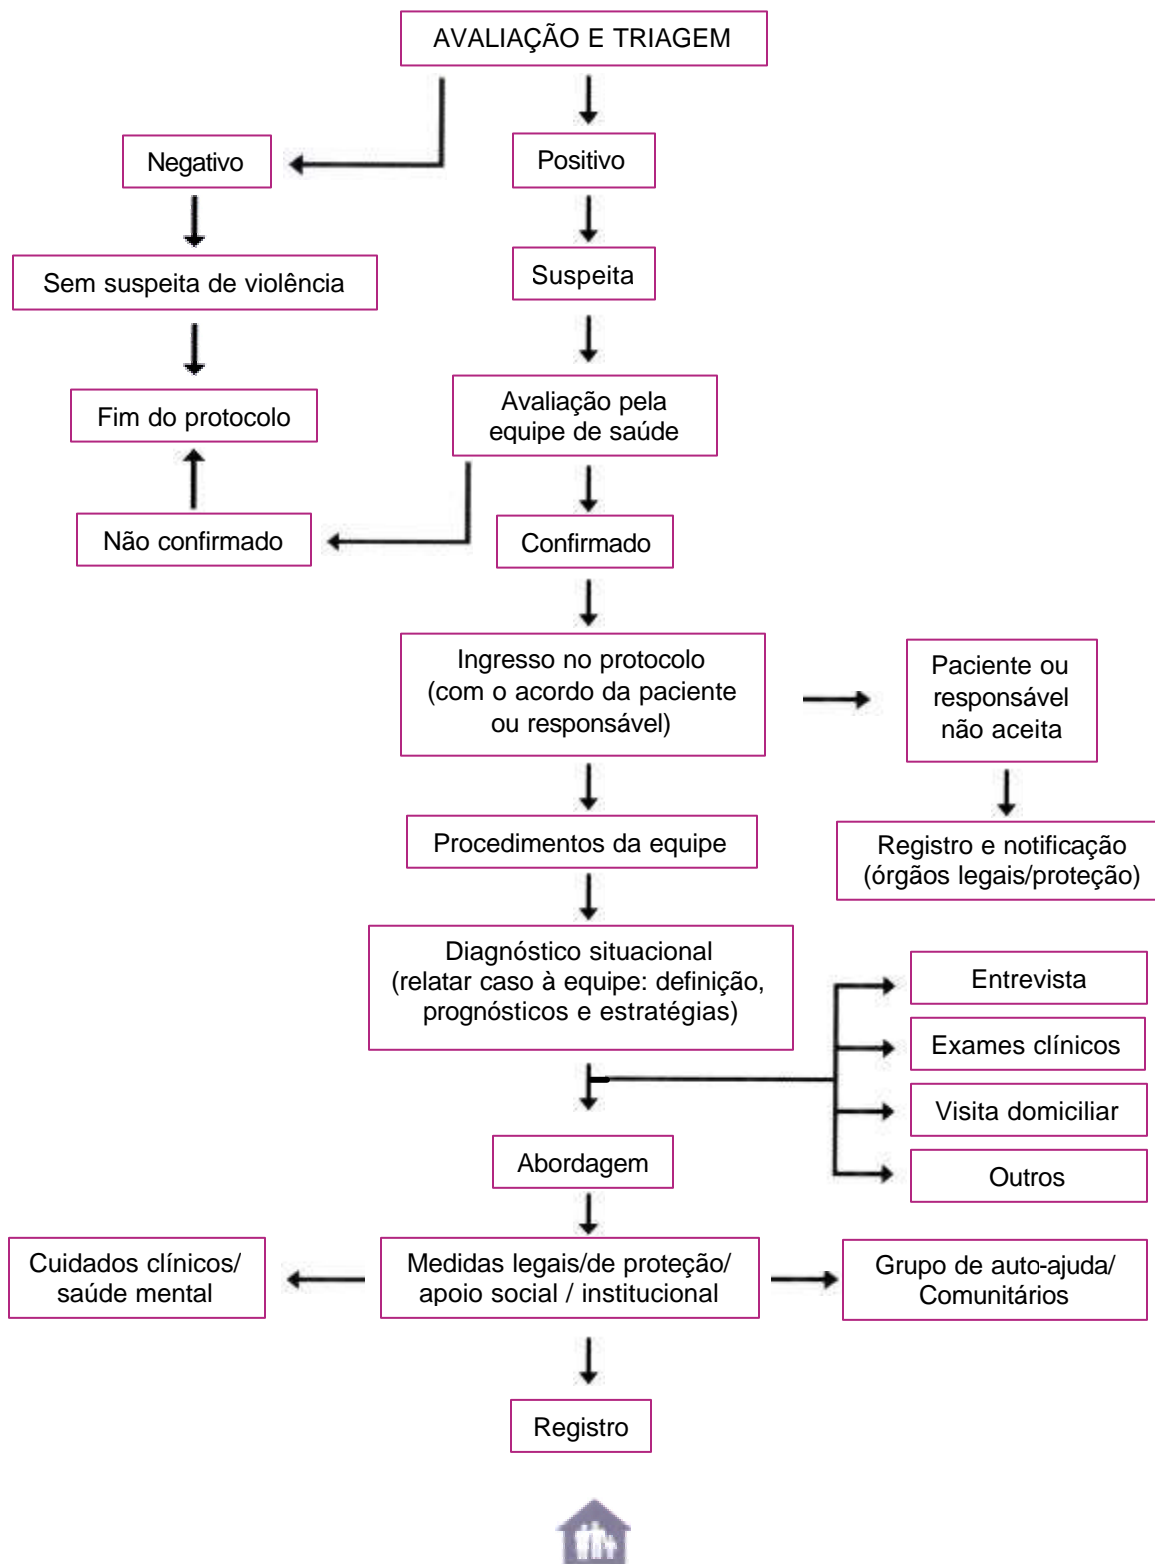 AVALIAÇÃO E TRIAGEM
Negativo
Positivo
Sem suspeita de violência
Suspeita
Fim do protocolo
Avaliação pela
equipe de saúde
Não confirmado
Confirmado
Ingresso no protocolo
(com o acordo da paciente
ou responsável)
Paciente ou
responsável
não aceita
Procedimentos da equipe
Registro e notificação
(órgãos legais/proteção)
Diagnóstico situacional
(relatar caso à equipe: definição,
prognósticos e estratégias)
Entrevista
Exames clínicos
Visita domiciliar
Outros
Abordagem
Cuidados clínicos/
saúde mental
Medidas legais/de proteção/
apoio social / institucional
Grupo de auto-ajuda/
Comunitários
Registro